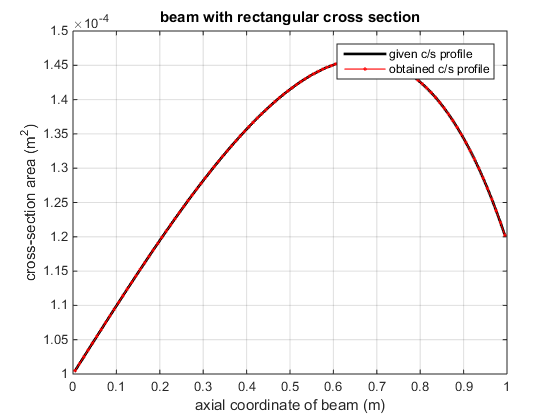 beam with rectangular cross section
×10⁻⁴
1.5
1.45
1.4
1.35
1.3
1.25
1.2
1.15
1.1
1.05
1
cross-section area (m²)
given c/s profile
obtained c/s profile
0 0.1 0.2 0.3 0.4 0.5 0.6 0.7 0.8 0.9 1
axial coordinate of beam (m)